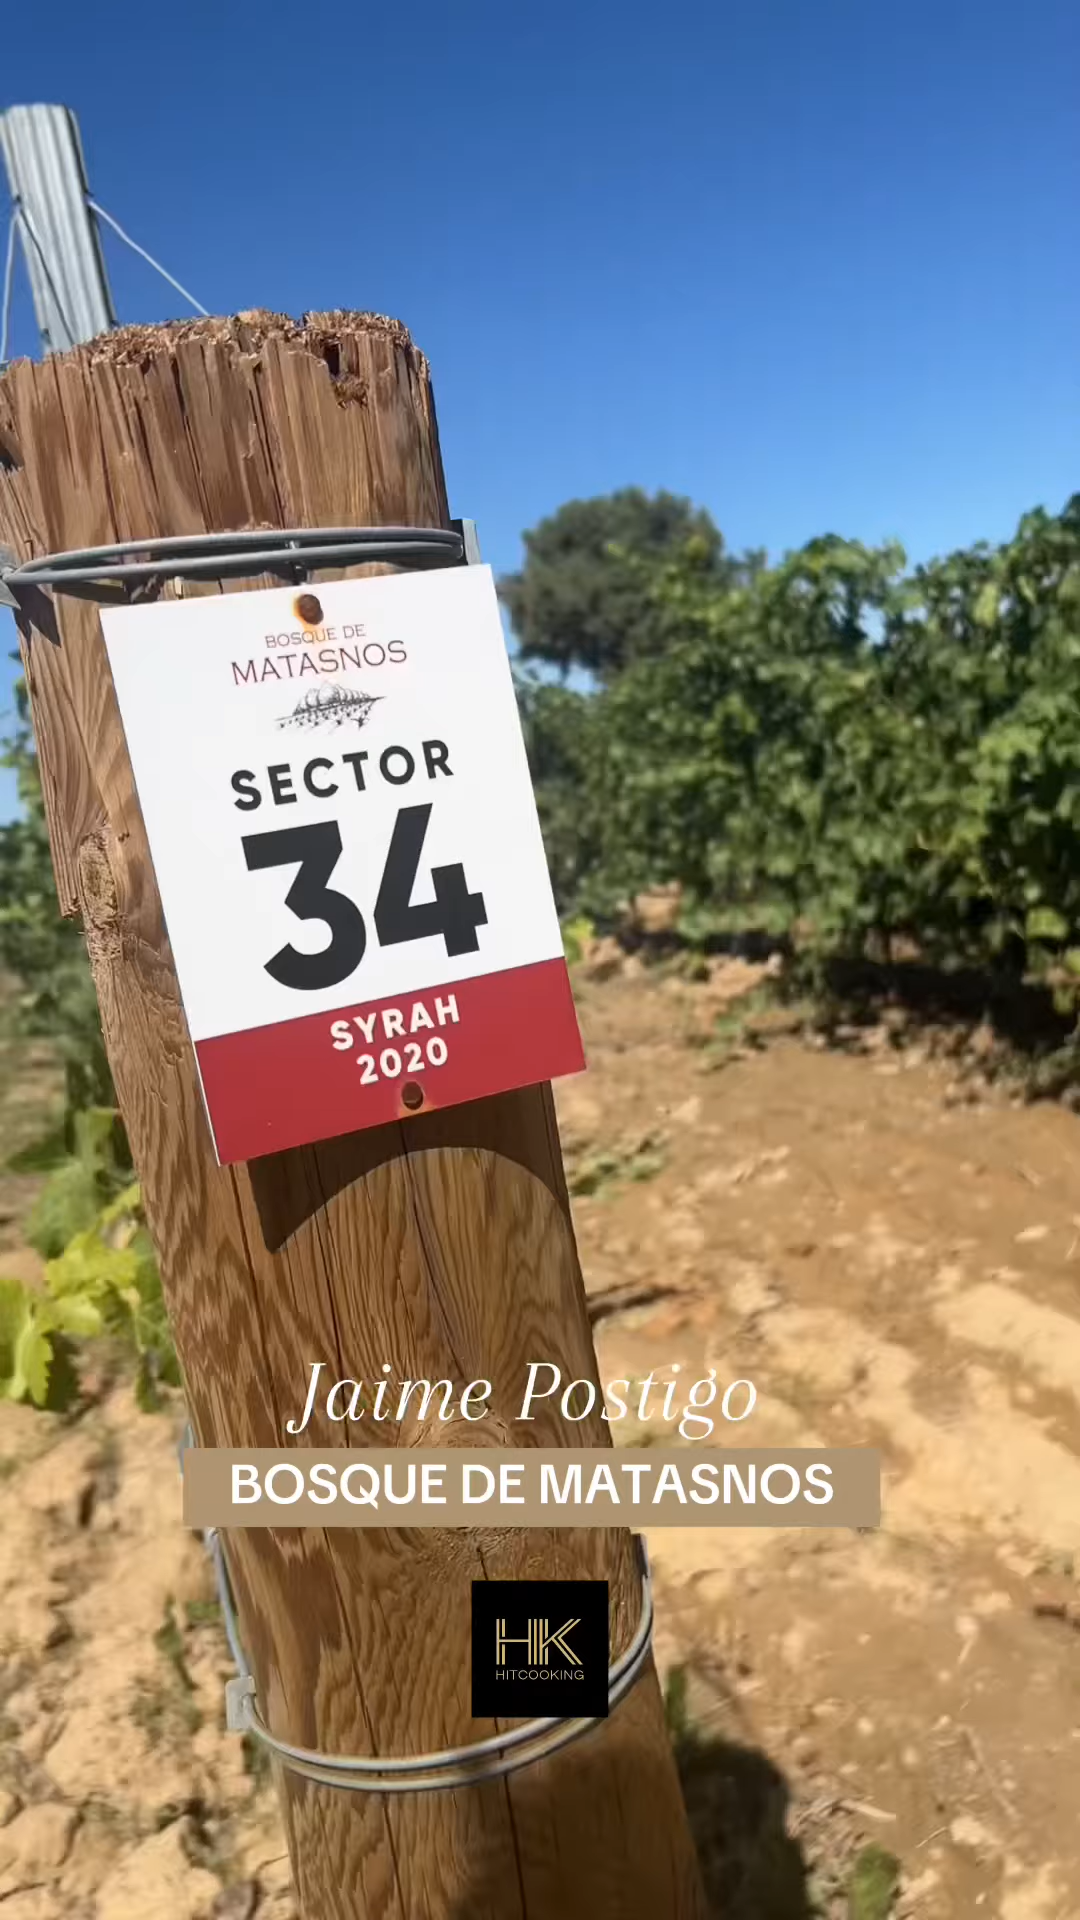 BOSQUE DE
MATASNOS
SECTOR
34
SYRAH
2020
Jaime Postigo
BOSQUE DE MATASNOS
HK
HITCOOKING